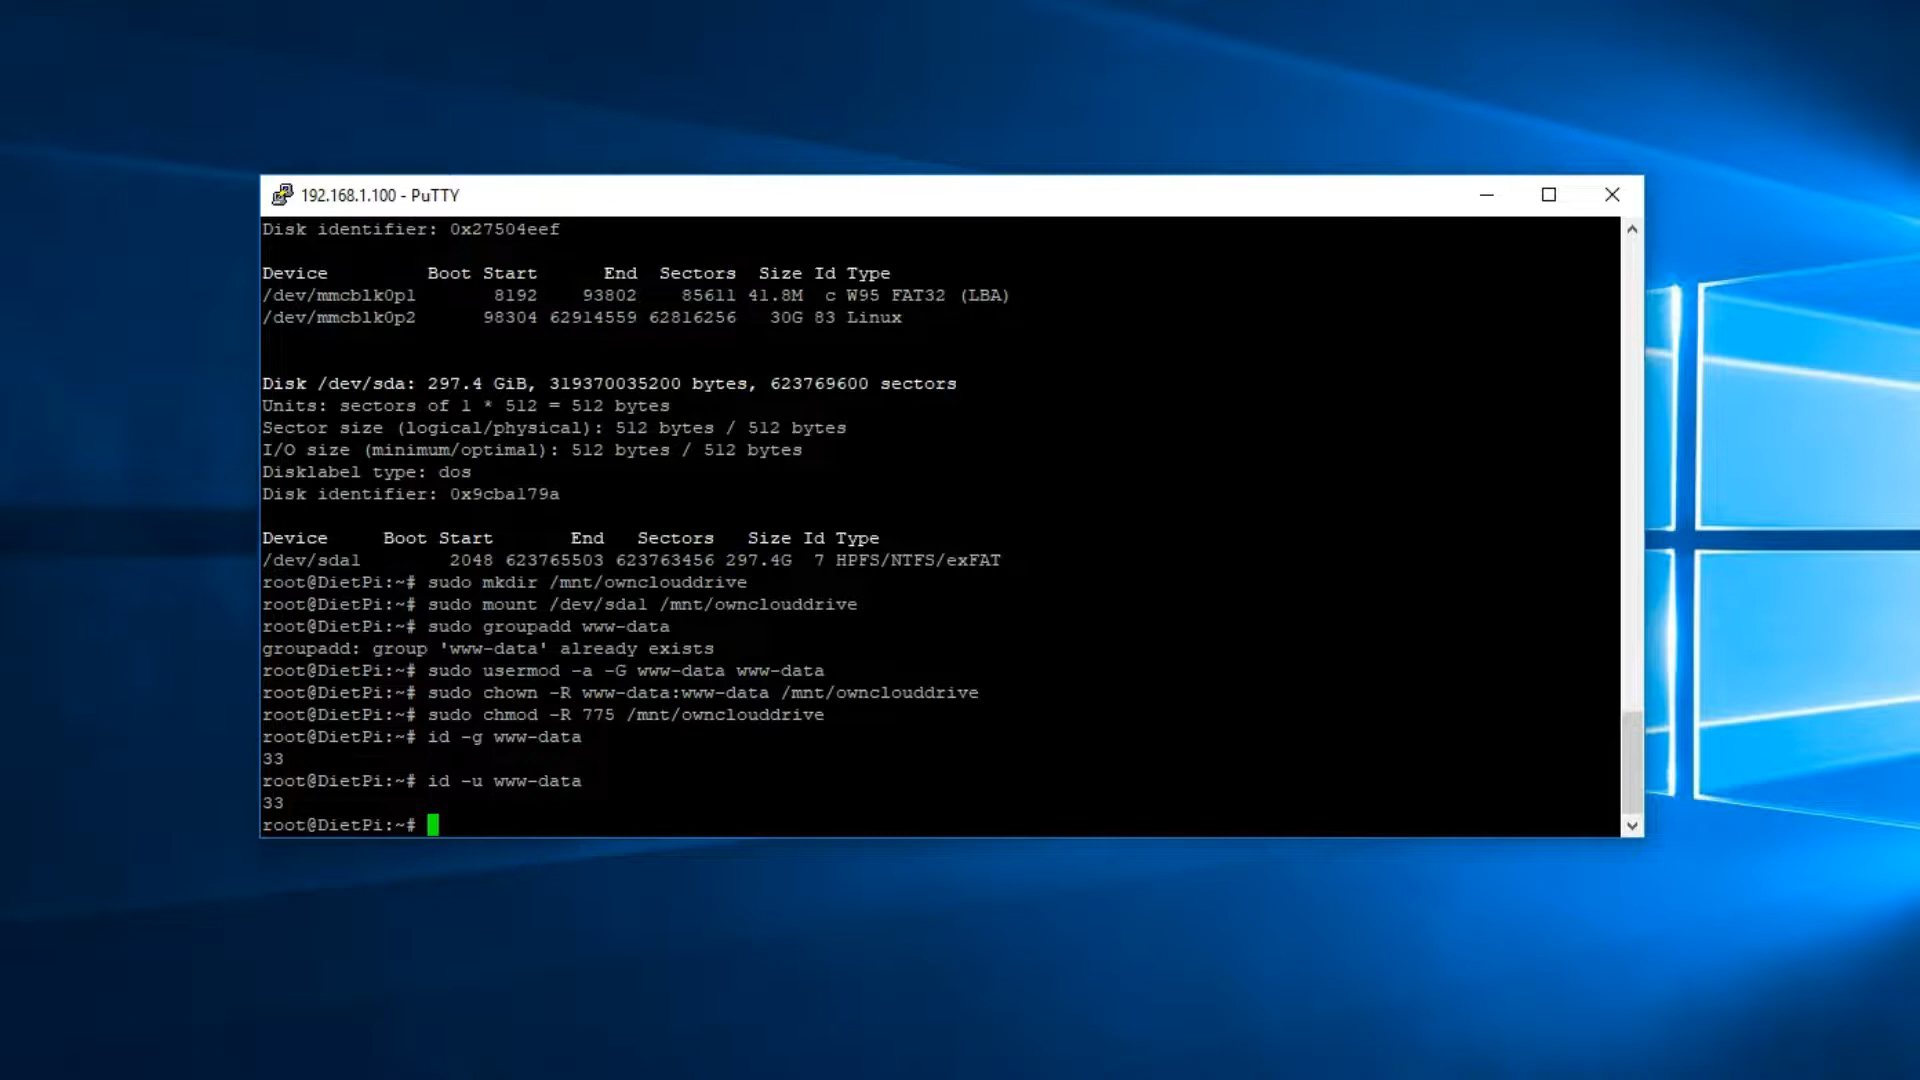 192.168.1.100 - PuTTY
Disk identifier: 0x27504eef
Device Boot Start End Sectors Size Id Type
/dev/mmcblk0p1 8192 93802 85611 41.8M c W95 FAT32 (LBA)
/dev/mmcblk0p2 98304 62914559 62816256 30G 83 Linux
Disk /dev/sda: 297.4 GiB, 319370035200 bytes, 623769600 sectors
Units: sectors of 1 * 512 = 512 bytes
Sector size (logical/physical): 512 bytes / 512 bytes
I/O size (minimum/optimal): 512 bytes / 512 bytes
Disklabel type: dos
Disk identifier: 0x9cba179a
Device Boot Start End Sectors Size Id Type
/dev/sda1 2048 623765503 623763456 297.4G 7 HPFS/NTFS/exFAT
root@DietPi:~# sudo mkdir /mnt/ownclouddrive
root@DietPi:~# sudo mount /dev/sda1 /mnt/ownclouddrive
root@DietPi:~# sudo groupadd www-data
groupadd: group 'www-data' already exists
root@DietPi:~# sudo usermod -a -G www-data www-data
root@DietPi:~# sudo chown -R www-data:www-data /mnt/ownclouddrive
root@DietPi:~# sudo chmod -R 775 /mnt/ownclouddrive
root@DietPi:~# id -g www-data
33
root@DietPi:~# id -u www-data
33
root@DietPi:~#